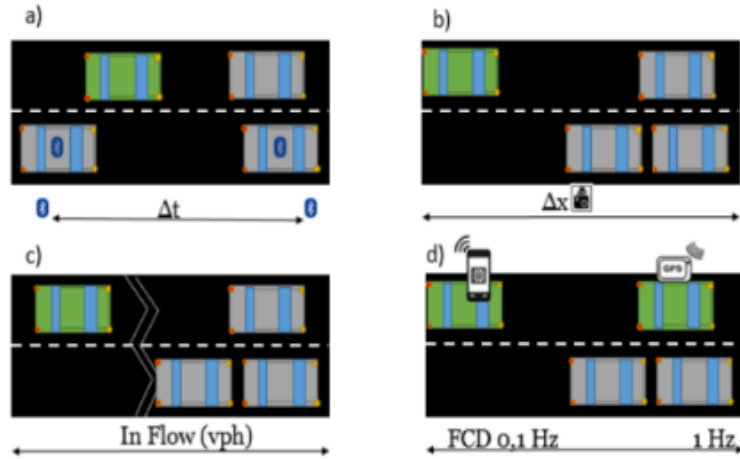 a)
b)
Δt
Δx
c)
d)
GPS
In Flow (vph)
FCD 0,1 Hz
1 Hz,